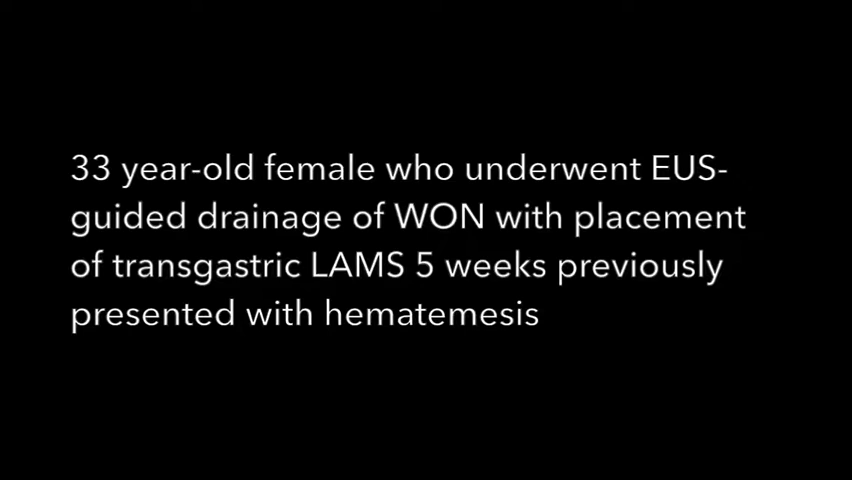 33 year-old female who underwent EUS-
guided drainage of WON with placement
of transgastric LAMS 5 weeks previously
presented with hematemesis